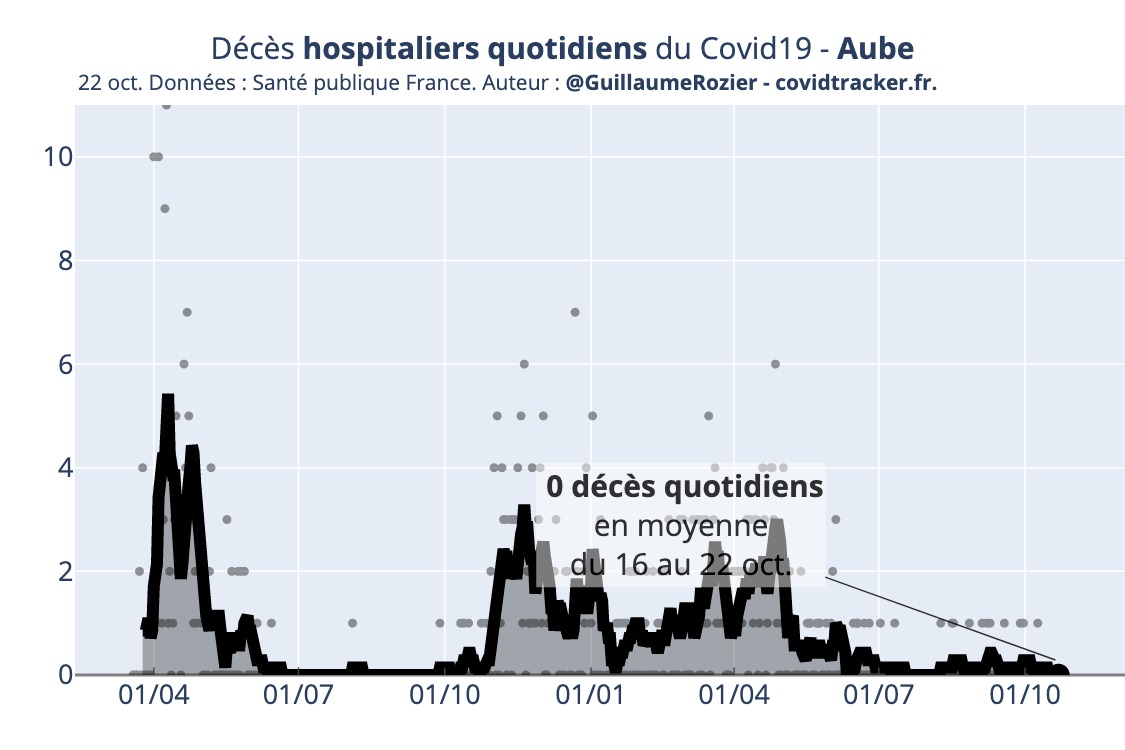 Décès hospitaliers quotidiens du Covid19 - Aube
22 oct. Données : Santé publique France. Auteur : @GuillaumeRozier - covidtracker.fr.
10
8
6
4
2
0
0 décès quotidiens
en moyenne
du 16 au 22 oct.
01/04 01/07 01/10 01/01 01/04 01/07 01/10